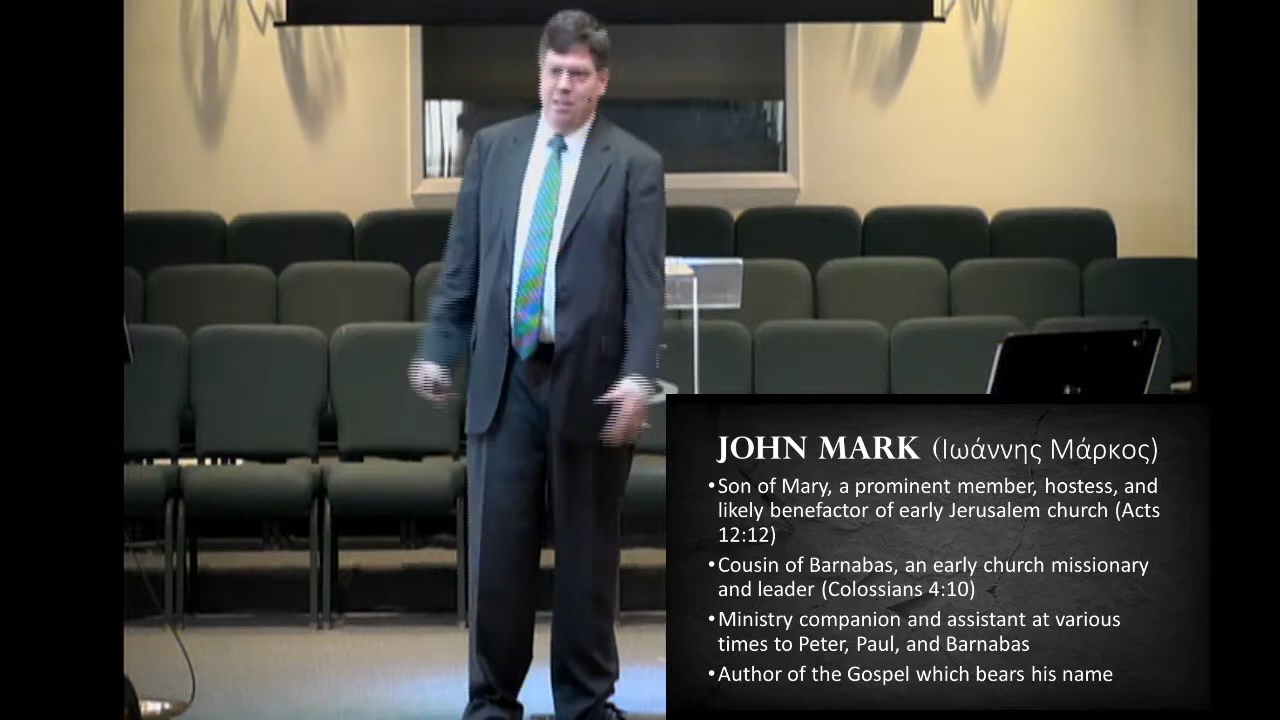 JOHN MARK (Ιωάννης Μάρκος)
•Son of Mary, a prominent member, hostess, and
likely benefactor of early Jerusalem church (Acts
12:12)
•Cousin of Barnabas, an early church missionary
and leader (Colossians 4:10)
•Ministry companion and assistant at various
times to Peter, Paul, and Barnabas
•Author of the Gospel which bears his name